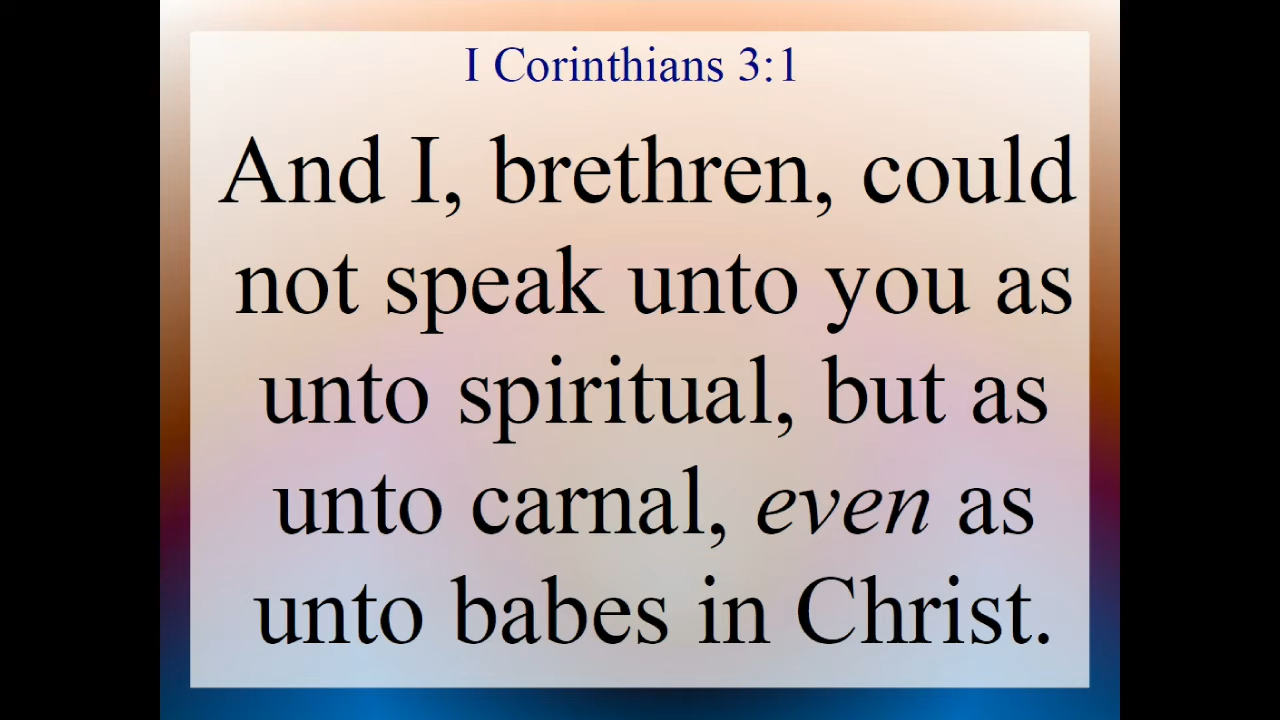 I Corinthians 3:1
And I, brethren, could
not speak unto you as
unto spiritual, but as
unto carnal, even as
unto babes in Christ.